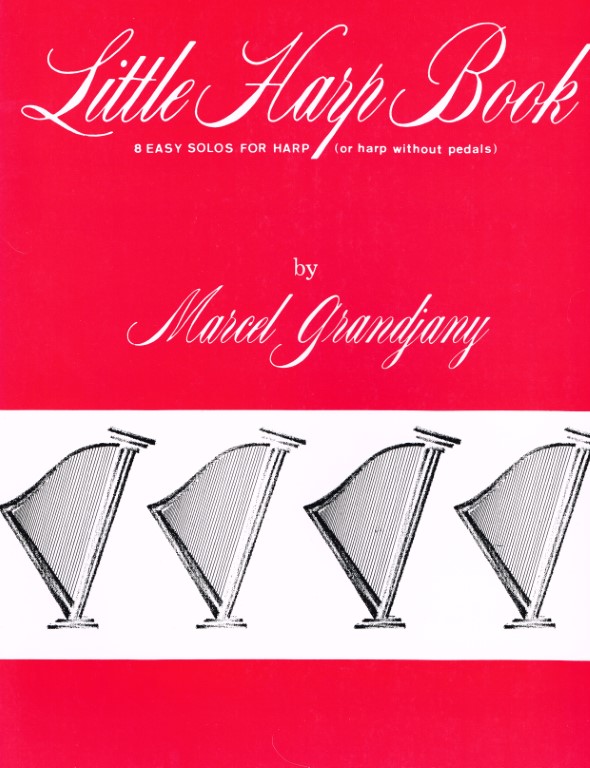 Little Harp Book
8 EASY SOLOS FOR HARP (or harp without pedals)
by
Marcel Grandjany